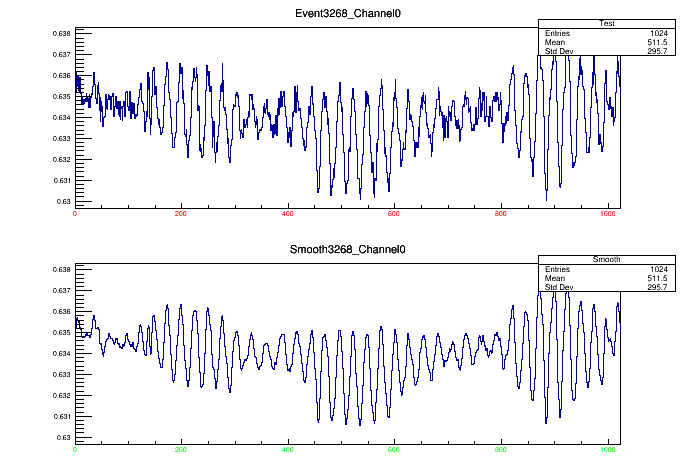 Event3268_Channel0
Test
Entries 1024
Mean 511.5
Std Dev 295.7
0.638
0.637
0.636
0.635
0.634
0.633
0.632
0.631
0.63
0 200 400 600 800 1000
Smooth3268_Channel0
Smooth
Entries 1024
Mean 511.5
Std Dev 295.7
0.638
0.637
0.636
0.635
0.634
0.633
0.632
0.631
0.63
0 200 400 600 800 1000